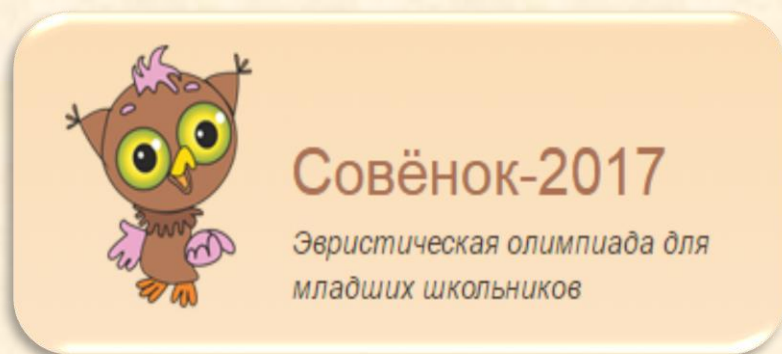 Совёнок-2017
Эвристическая олимпиада для
младших школьников